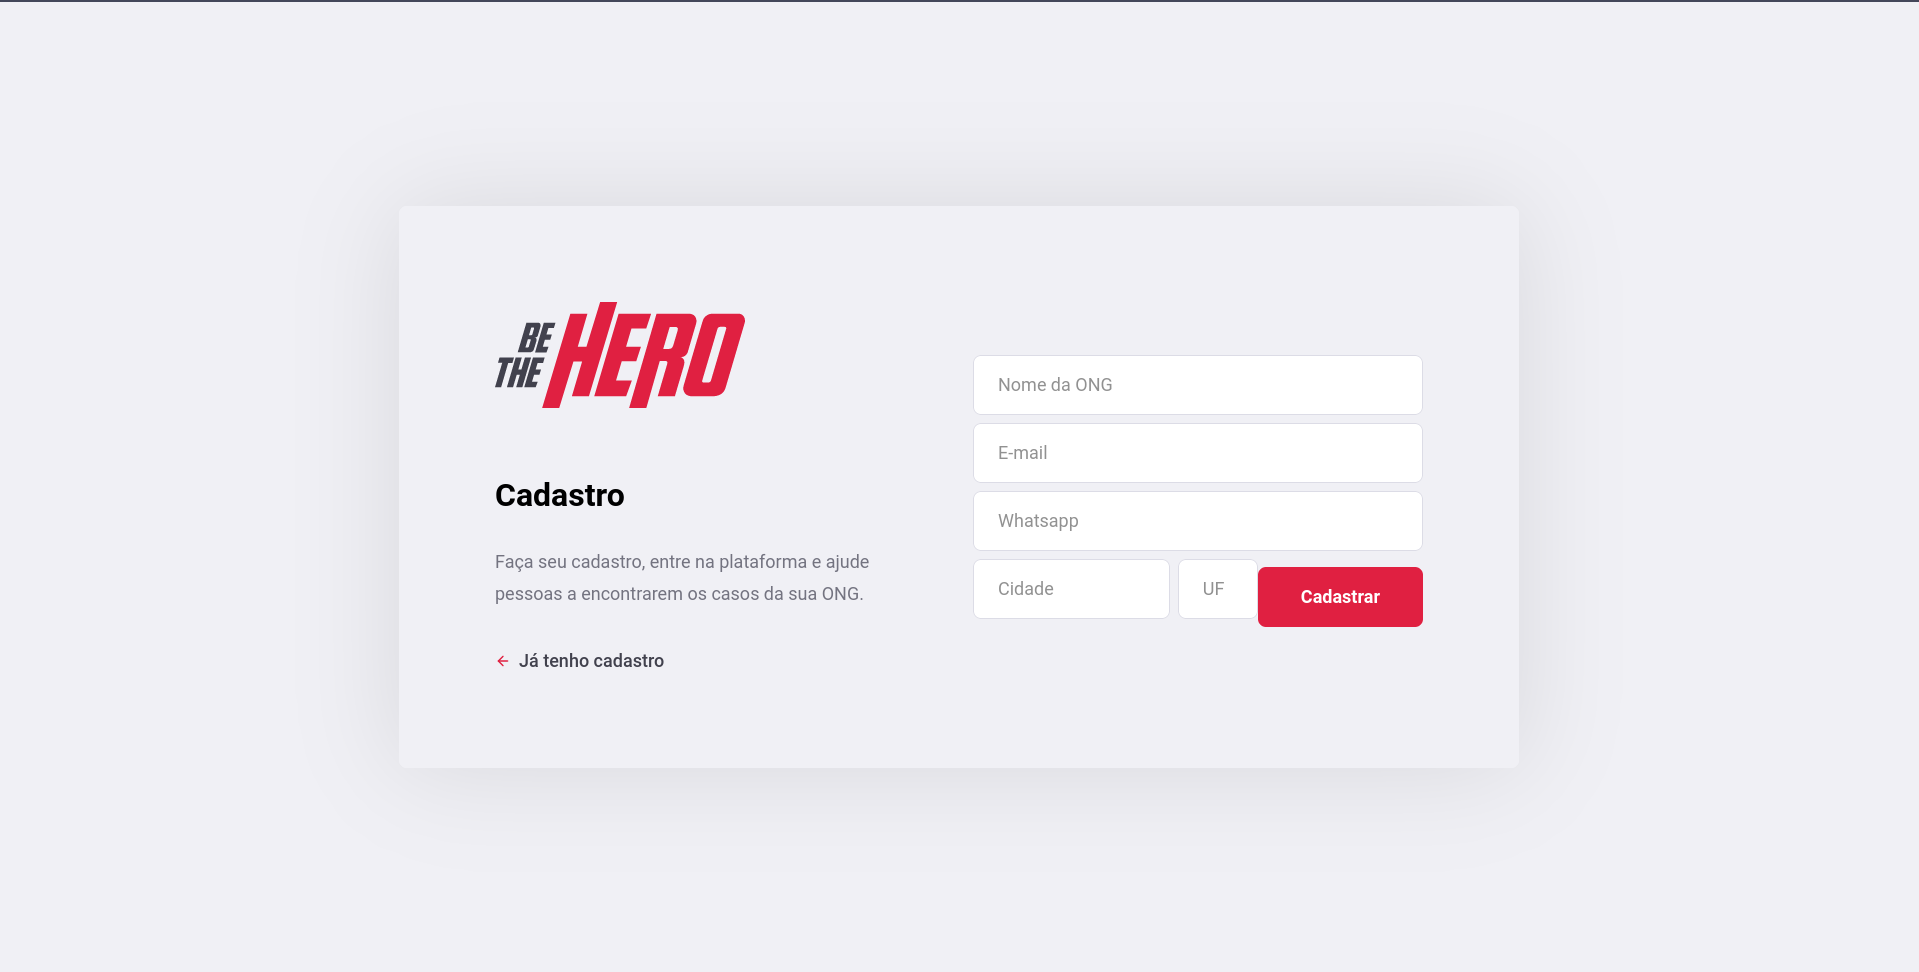 BE
THE
HERO
Cadastro
Faça seu cadastro, entre na plataforma e ajude
pessoas a encontrarem os casos da sua ONG.
Já tenho cadastro
Nome da ONG
E-mail
Whatsapp
Cidade UF Cadastrar